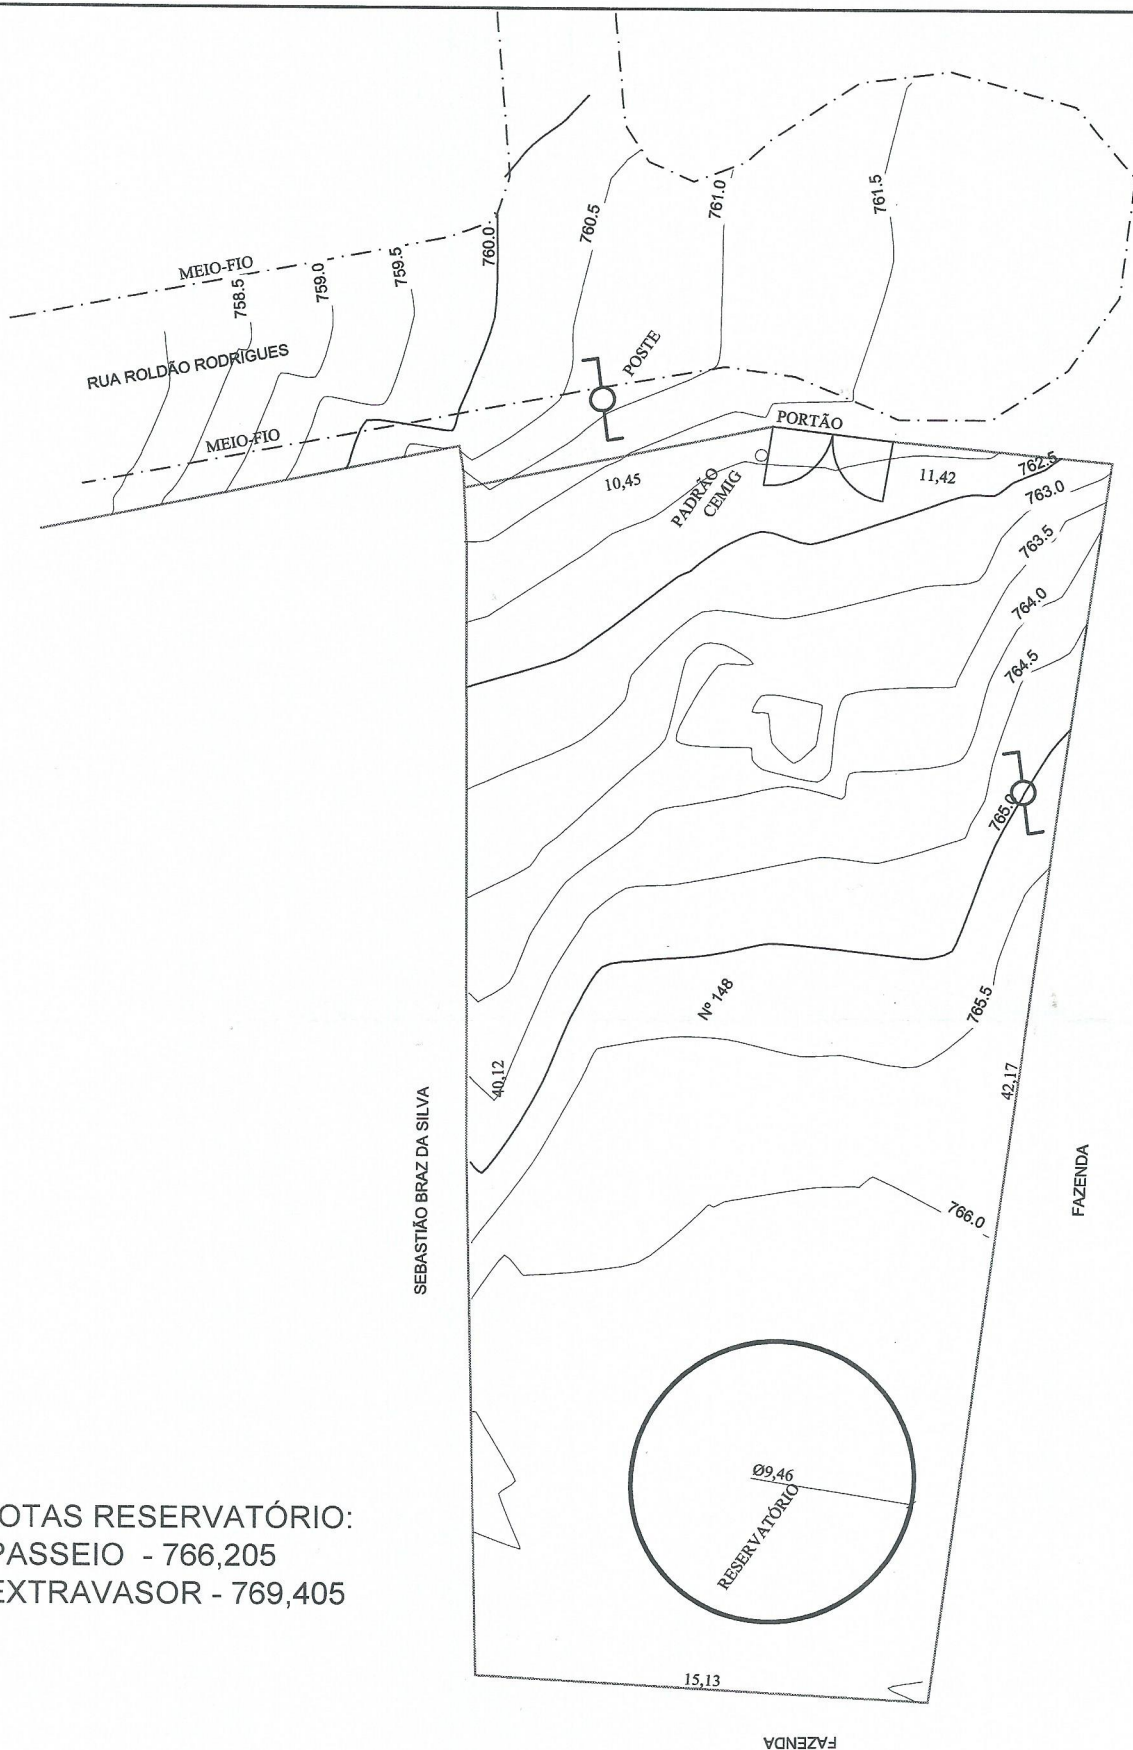 761.5
761.0
760.5
760.0
759.5
759.0
758.5
MEIO-FIO
RUA ROLDÃO RODRIGUES
MEIO-FIO
POSTE
PORTÃO
10,45
PADRÃO
CEMIG
11,42
762.5
763.0
763.5
764.0
764.5
765.0
Nº 148
765.5
40,12
42,17
SEBASTIÃO BRAZ DA SILVA
FAZENDA
766.0
Ø9,46
RESERVATÓRIO
OTAS RESERVATÓRIO:
PASSEIO - 766,205
EXTRAVASOR - 769,405
15,13
FAZENDA